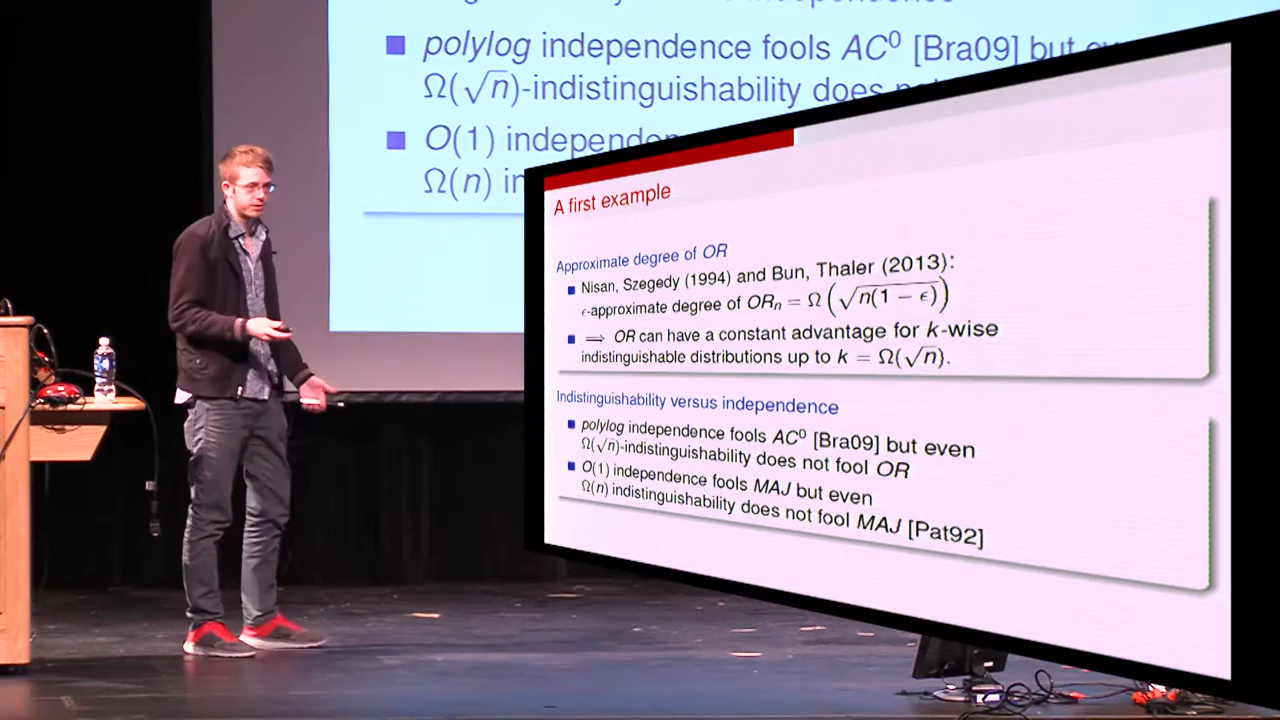 polylog independence fools AC⁰ [Bra09] but
Ω(√n)-indistinguishability does
O(1)
Ω(n)
A first example
Approximate degree of OR
■ Nisan, Szegedy (1994) and Bun, Thaler (2013):
ϵ-approximate degree of ORₙ = Ω(√n(1 − ϵ))
■ ⟹ OR can have a constant advantage for k-wise
indistinguishable distributions up to k = Ω(√n).
Indistinguishability versus independence
■ polylog independence fools AC⁰ [Bra09] but even
Ω(√n)-indistinguishability does not fool OR
■ O(1) independence fools MAJ but even
Ω(n) indistinguishability does not fool MAJ [Pat92]